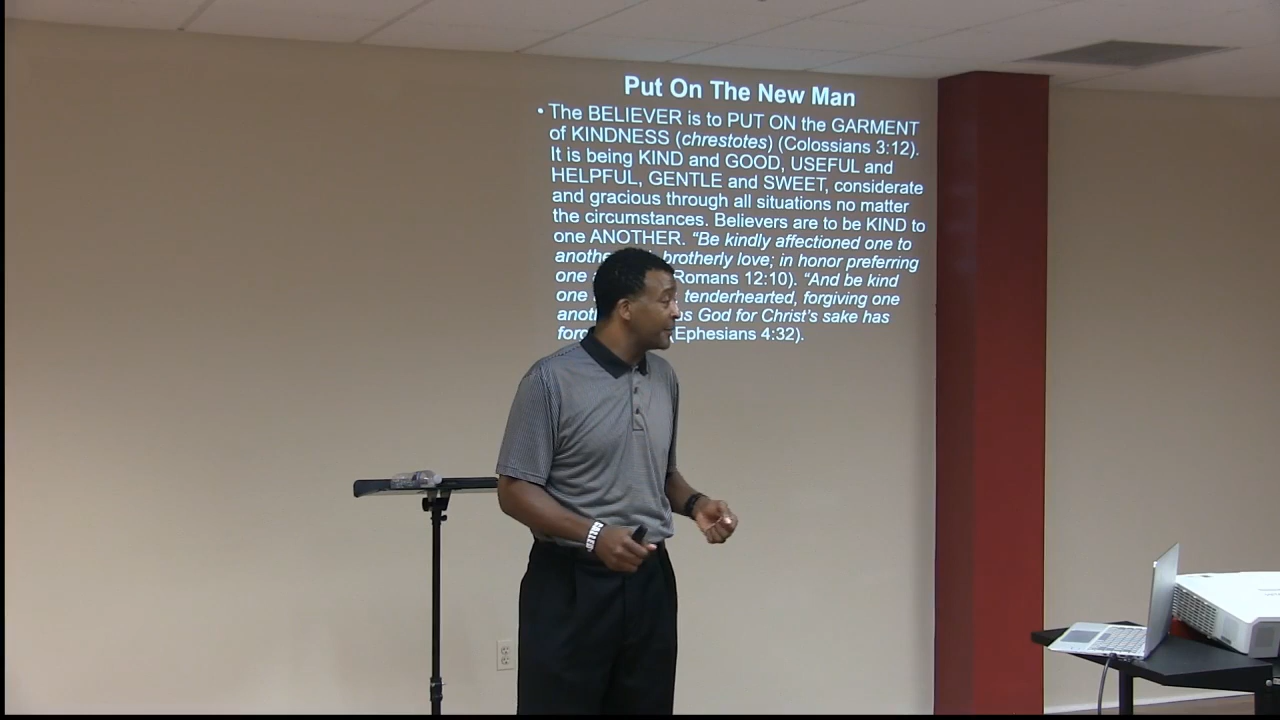 Put On The New Man
• The BELIEVER is to PUT ON the GARMENT
of KINDNESS (chrestotes) (Colossians 3:12).
It is being KIND and GOOD, USEFUL and
HELPFUL, GENTLE and SWEET, considerate
and gracious through all situations no matter
the circumstances. Believers are to be KIND to
one ANOTHER. “Be kindly affectioned one to
brotherly love; in honor preferring
one Romans 12:10). “And be kind
one tenderhearted, forgiving one
as God for Christ’s sake has
(Ephesians 4:32).
CALLED